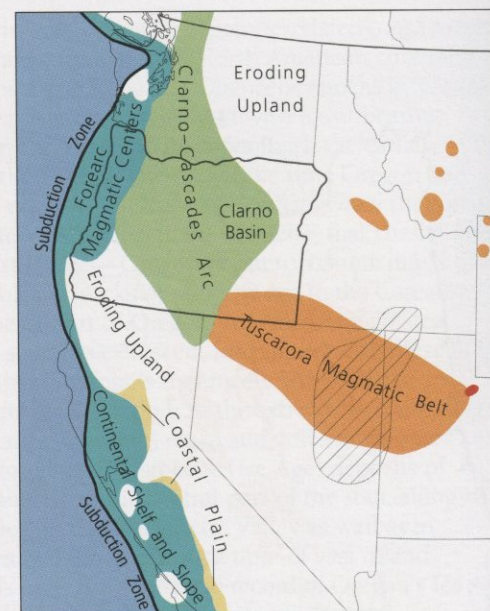 Eroding
Upland
Clarno–Cascades Arc
Subduction Zone
Forearc
Magmatic Centers
Clarno
Basin
Eroding Upland
Tuscarora Magmatic Belt
Coastal Plain
Continental Shelf and Slope
Subduction Zone